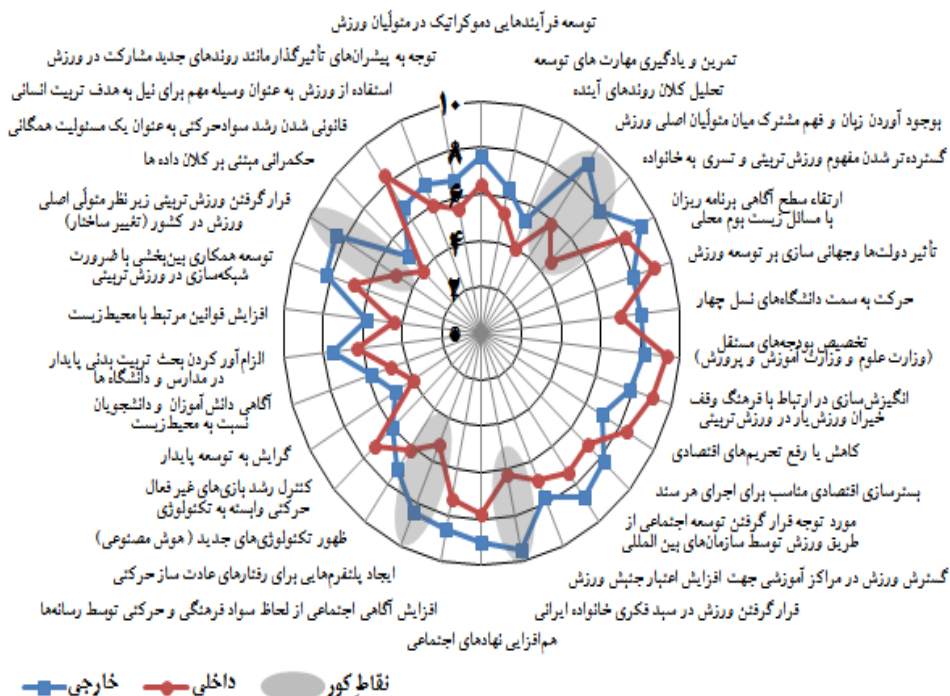 توسعه فرآیندهایی دموکراتیک در متولّیان ورزش
تمرین و یادگیری مهارت های توسعه
تحلیل کلان روندهای آینده
بوجود آوردن زبان و فهم مشترک میان متولّیان اصلی ورزش
گسترده‌تر شدن مفهوم ورزش تربیتی و تسری به خانواده
ارتقاء سطح آگاهی برنامه ریزان
با مسائل زیست بوم محلی
تأثیر دولت‌ها وجهانی سازی بر توسعه ورزش
حرکت به سمت دانشگاه‌های نسل چهار
تخصیص بودجه‌های مستقل
(وزارت علوم و وزارت آموزش و پرورش)
انگیزش‌سازی در ارتباط با فرهنگ وقف
خیران ورزش‌یار در ورزش تربیتی
کاهش یا رفع تحریم‌های اقتصادی
بسترسازی اقتصادی مناسب برای اجرای هر سند
مورد توجه قرار گرفتن توسعه اجتماعی از
طریق ورزش توسط سازمان‌های بین المللی
گسترش ورزش در مراکز آموزشی جهت افزایش اعتبار جنبش ورزش
قرار گرفتن ورزش در سبد فکری خانواده ایرانی
هم‌افزایی نهادهای اجتماعی
افزایش آگاهی اجتماعی از لحاظ سواد فرهنگی و حرکتی توسط رسانه‌ها
ایجاد پلتفرم‌هایی برای رفتارهای عادت ساز حرکتی
ظهور تکنولوژی‌های جدید (هوش مصنوعی)
کنترل رشد بازی‌های غیر فعال
حرکتی وابسته به تکنولوژی
گرایش به توسعه پایدار
آگاهی دانش آموزان و دانشجویان
نسبت به محیط زیست
الزام‌آور کردن بحث تربیت بدنی پایدار
در مدارس و دانشگاه ها
افزایش قوانین مرتبط با محیط زیست
توسعه همکاری بین‌بخشی با ضرورت
شبکه‌سازی در ورزش تربیتی
قرار گرفتن ورزش تربیتی زیر نظر متولّی اصلی
ورزش در کشور (تغییر ساختار)
حکمرانی مبتنی بر کلان داده ها
قانونی شدن رشد سوادحرکتی به عنوان یک مسئولیت همگانی
استفاده از ورزش به عنوان وسیله مهم برای نیل به هدف تربیت انسانی
توجه به پیشران‌های تأثیرگذار مانند روندهای جدید مشارکت در ورزش
۱۰
۸
۶
۴
۲
۰
خارجی
داخلی
نقاط کور